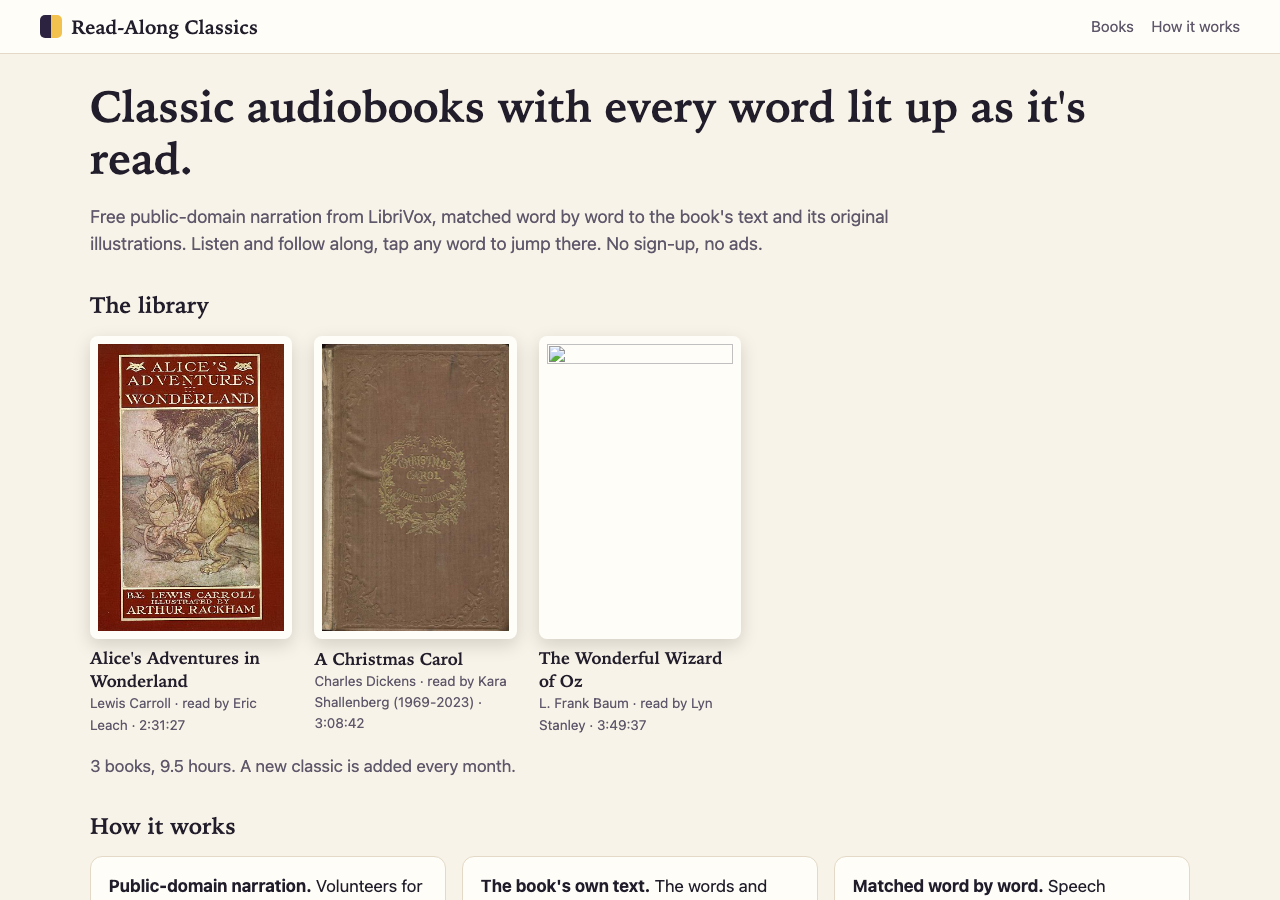 Read-Along Classics
Books
How it works
Classic audiobooks with every word lit up as it's
read.
Free public-domain narration from LibriVox, matched word by word to the book's text and its original
illustrations. Listen and follow along, tap any word to jump there. No sign-up, no ads.
The library
ALICE'S
ADVENTURES
IN
WONDERLAND
BY LEWIS CARROLL
ILLUSTRATED BY
ARTHUR RACKHAM
CHRISTMAS
CAROL
Alice's Adventures in
Wonderland
Lewis Carroll · read by Eric
Leach · 2:31:27
A Christmas Carol
Charles Dickens · read by Kara
Shallenberg (1969-2023) ·
3:08:42
The Wonderful Wizard
of Oz
L. Frank Baum · read by Lyn
Stanley · 3:49:37
3 books, 9.5 hours. A new classic is added every month.
How it works
Public-domain narration. Volunteers for
The book's own text. The words and
Matched word by word. Speech